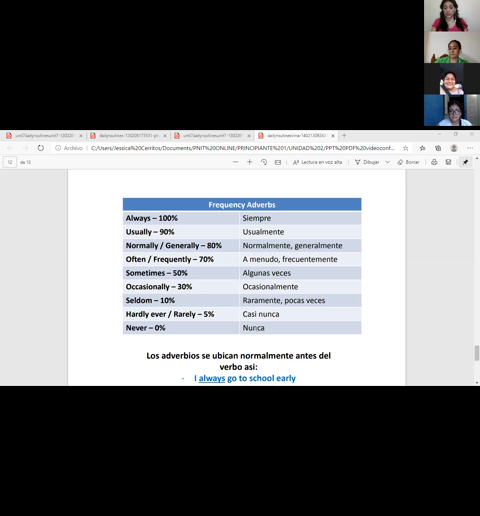 12 de 13
Archivo
C:/Users/Jessica%20Cerritos/Documents/PNIT%20ONLINE/PRINCIPIANTE%201/UNIDAD%202/PPT%20PDF%20videoconf...
Lectura en voz alta
Dibujar
Borrar
Frequency Adverbs
Always – 100% Siempre
Usually – 90% Usualmente
Normally / Generally – 80% Normalmente, generalmente
Often / Frequently – 70% A menudo, frecuentemente
Sometimes – 50% Algunas veces
Occasionally – 30% Ocasionalmente
Seldom – 10% Raramente, pocas veces
Hardly ever / Rarely – 5% Casi nunca
Never – 0% Nunca
Los adverbios se ubican normalmente antes del
verbo asi:
- I always go to school early